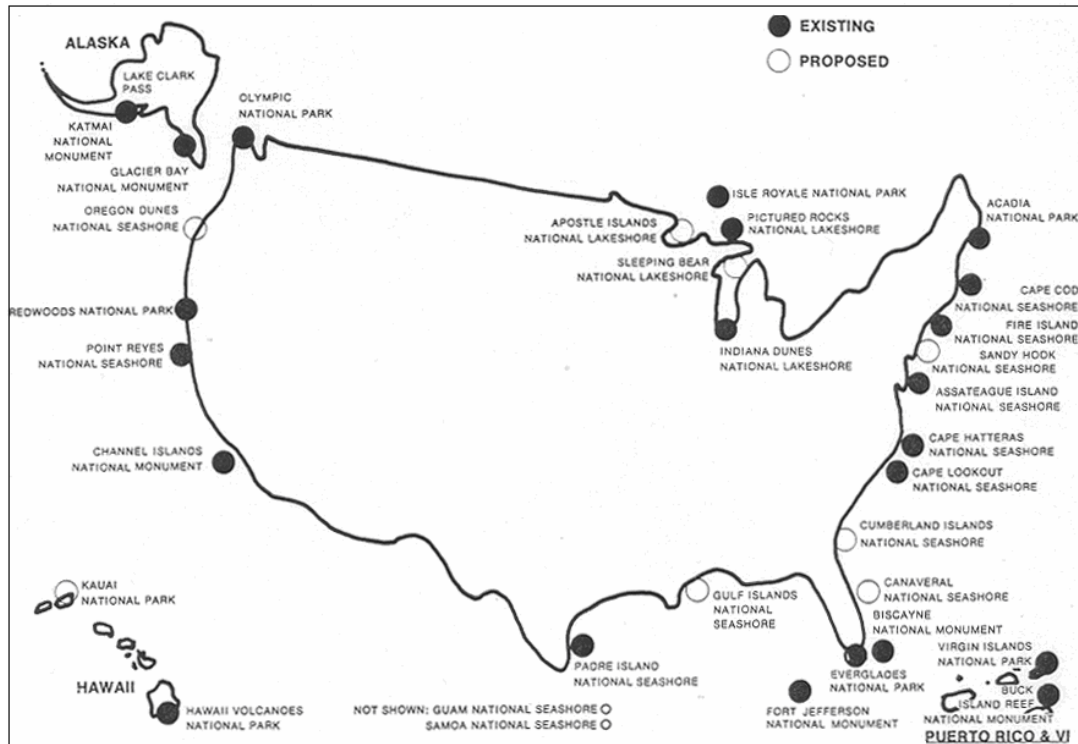 EXISTING
PROPOSED
ALASKA
LAKE CLARK
PASS
KATMAI
NATIONAL
MONUMENT
GLACIER BAY
NATIONAL MONUMENT
OLYMPIC
NATIONAL PARK
OREGON DUNES
NATIONAL SEASHORE
REDWOODS NATIONAL PARK
POINT REYES
NATIONAL SEASHORE
CHANNEL ISLANDS
NATIONAL MONUMENT
ISLE ROYALE NATIONAL PARK
PICTURED ROCKS
NATIONAL LAKESHORE
APOSTLE ISLANDS
NATIONAL LAKESHORE
SLEEPING BEAR
NATIONAL LAKESHORE
INDIANA DUNES
NATIONAL LAKESHORE
ACADIA
NATIONAL PARK
CAPE COD
NATIONAL SEASHORE
FIRE ISLAND
NATIONAL SEASHORE
SANDY HOOK
NATIONAL SEASHORE
ASSATEAGUE ISLAND
NATIONAL SEASHORE
CAPE HATTERAS
NATIONAL SEASHORE
CAPE LOOKOUT
NATIONAL SEASHORE
CUMBERLAND ISLANDS
NATIONAL SEASHORE
CANAVERAL
NATIONAL SEASHORE
BISCAYNE
NATIONAL MONUMENT
GULF ISLANDS
NATIONAL
SEASHORE
PADRE ISLAND
NATIONAL SEASHORE
EVERGLADES
NATIONAL PARK
FORT JEFFERSON
NATIONAL MONUMENT
VIRGIN ISLANDS
NATIONAL PARK
BUCK
ISLAND REEF
NATIONAL MONUMENT
PUERTO RICO & VI
KAUAI
NATIONAL PARK
HAWAII
HAWAII VOLCANOES
NATIONAL PARK
NOT SHOWN: GUAM NATIONAL SEASHORE
SAMOA NATIONAL SEASHORE